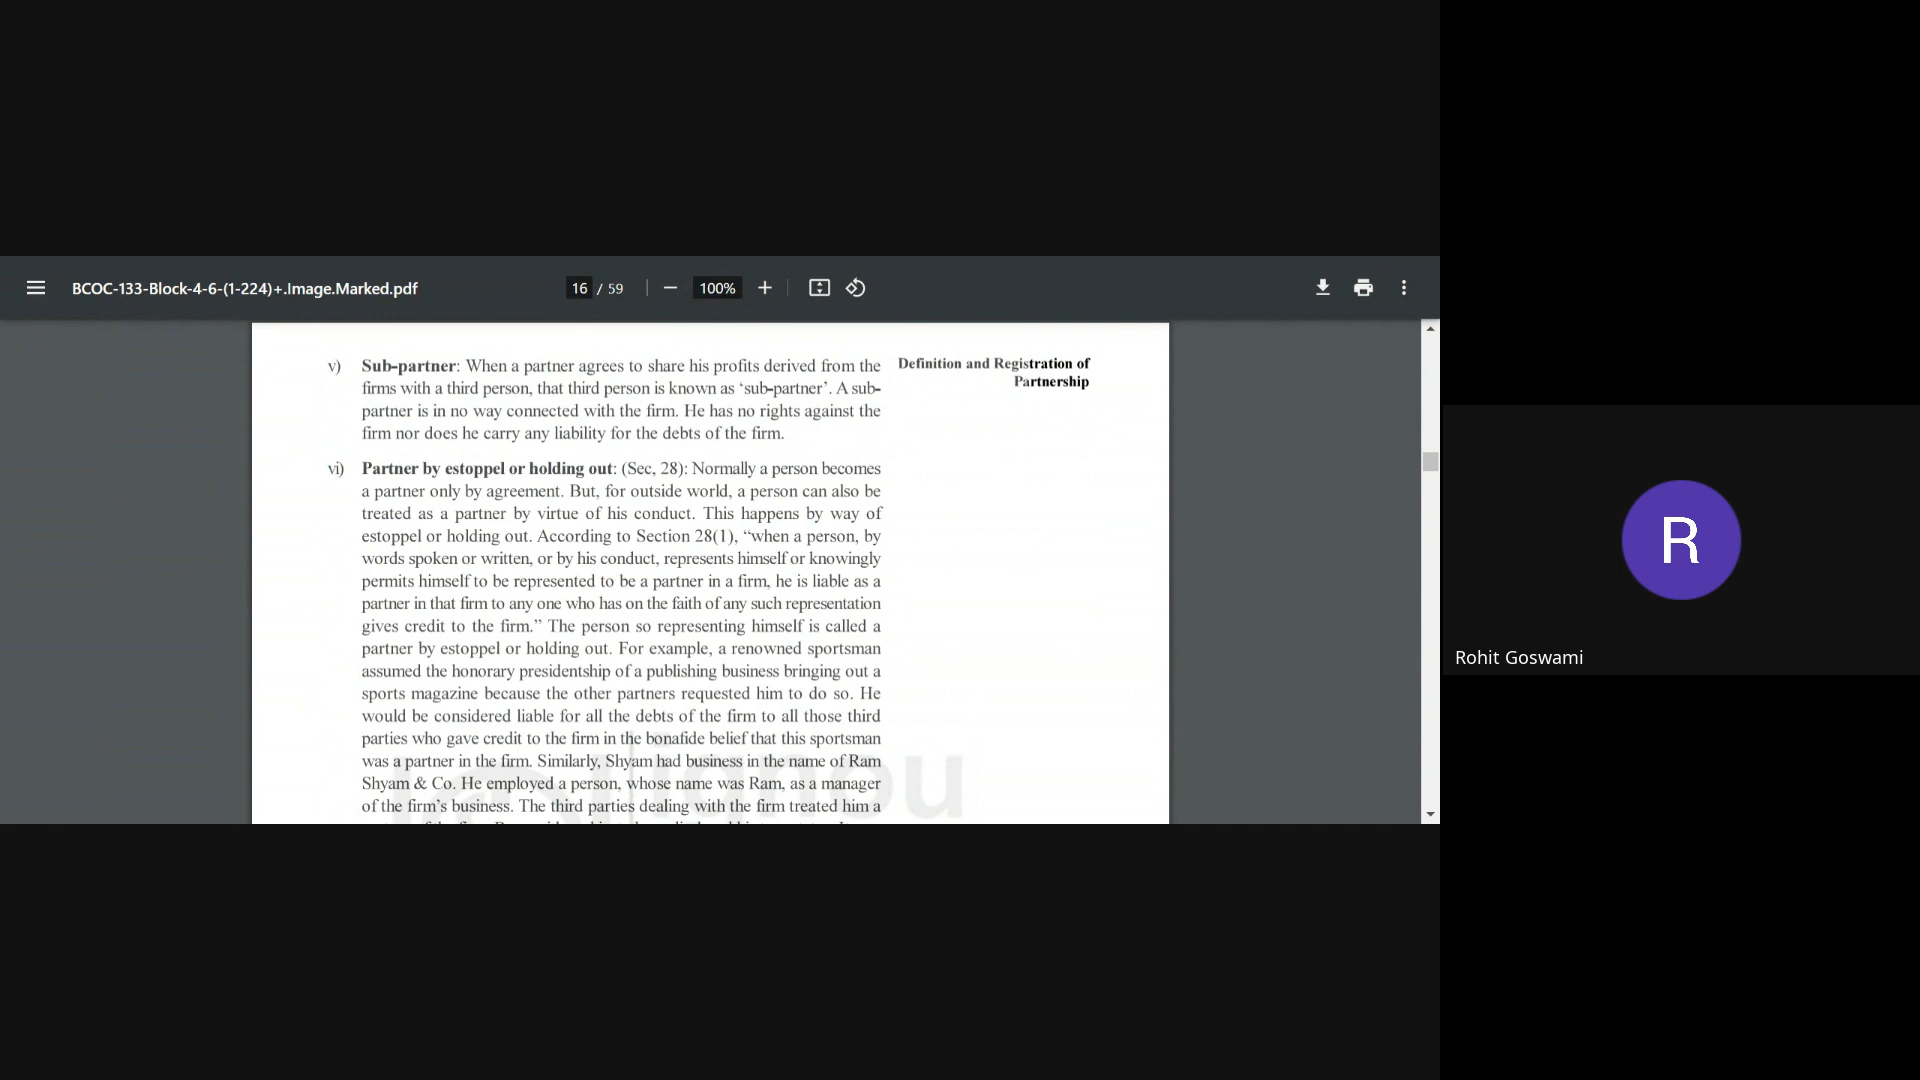 BCOC-133-Block-4-6-(1-224)+.Image.Marked.pdf
16 / 59
100%
v) Sub-partner: When a partner agrees to share his profits derived from the
firms with a third person, that third person is known as ‘sub-partner’. A sub-
partner is in no way connected with the firm. He has no rights against the
firm nor does he carry any liability for the debts of the firm.
Definition and Registration of
Partnership
vi) Partner by estoppel or holding out: (Sec, 28): Normally a person becomes
a partner only by agreement. But, for outside world, a person can also be
treated as a partner by virtue of his conduct. This happens by way of
estoppel or holding out. According to Section 28(1), “when a person, by
words spoken or written, or by his conduct, represents himself or knowingly
permits himself to be represented to be a partner in a firm, he is liable as a
partner in that firm to any one who has on the faith of any such representation
gives credit to the firm.” The person so representing himself is called a
partner by estoppel or holding out. For example, a renowned sportsman
assumed the honorary presidentship of a publishing business bringing out a
sports magazine because the other partners requested him to do so. He
would be considered liable for all the debts of the firm to all those third
parties who gave credit to the firm in the bonafide belief that this sportsman
was a partner in the firm. Similarly, Shyam had business in the name of Ram
Shyam & Co. He employed a person, whose name was Ram, as a manager
of the firm’s business. The third parties dealing with the firm treated him a
ignou
R
Rohit Goswami